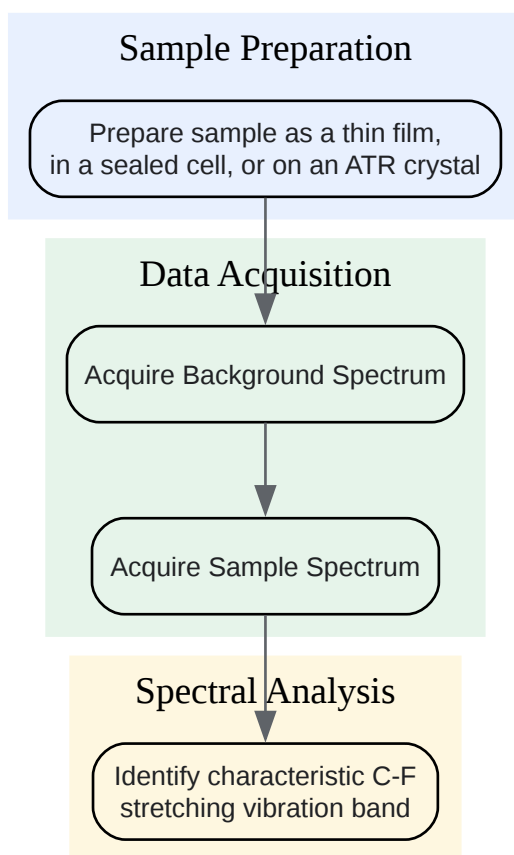 Sample Preparation
Prepare sample as a thin film,
in a sealed cell, or on an ATR crystal
Data Acquisition
Acquire Background Spectrum
Acquire Sample Spectrum
Spectral Analysis
Identify characteristic C-F
stretching vibration band